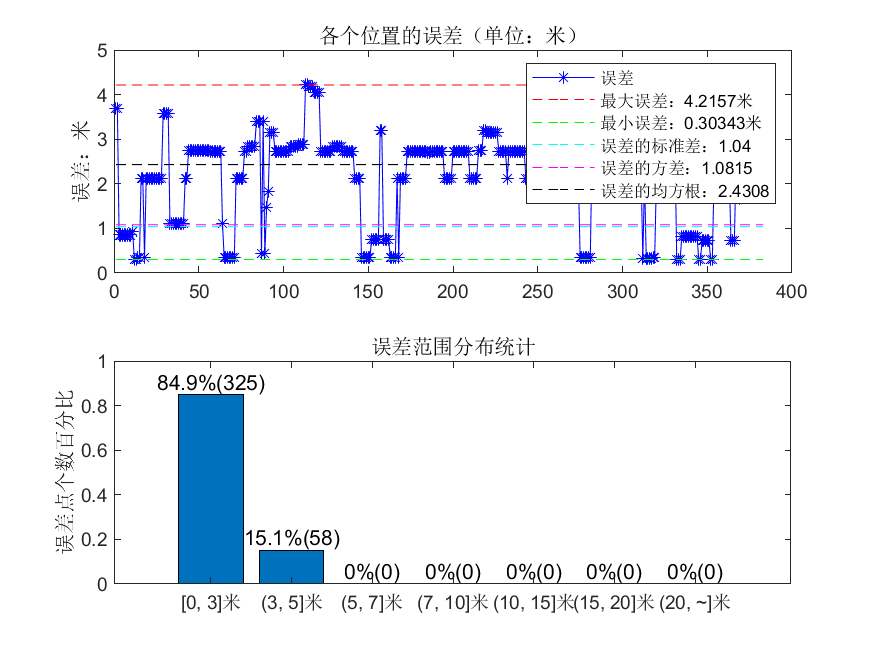 各个位置的误差（单位：米）
误差：米
5
4
3
2
1
0
误差
最大误差：4.2157米
最小误差：0.30343米
误差的标准差：1.04
误差的方差：1.0815
误差的均方根：2.4308
0 50 100 150 200 250 300 350 400
误差范围分布统计
误差点个数百分比
1
0.8
0.6
0.4
0.2
0
84.9%(325)
15.1%(58)
0%(0) 0%(0) 0%(0) 0%(0) 0%(0)
[0, 3]米 (3, 5]米 (5, 7]米 (7, 10]米 (10, 15]米 (15, 20]米 (20, ~]米